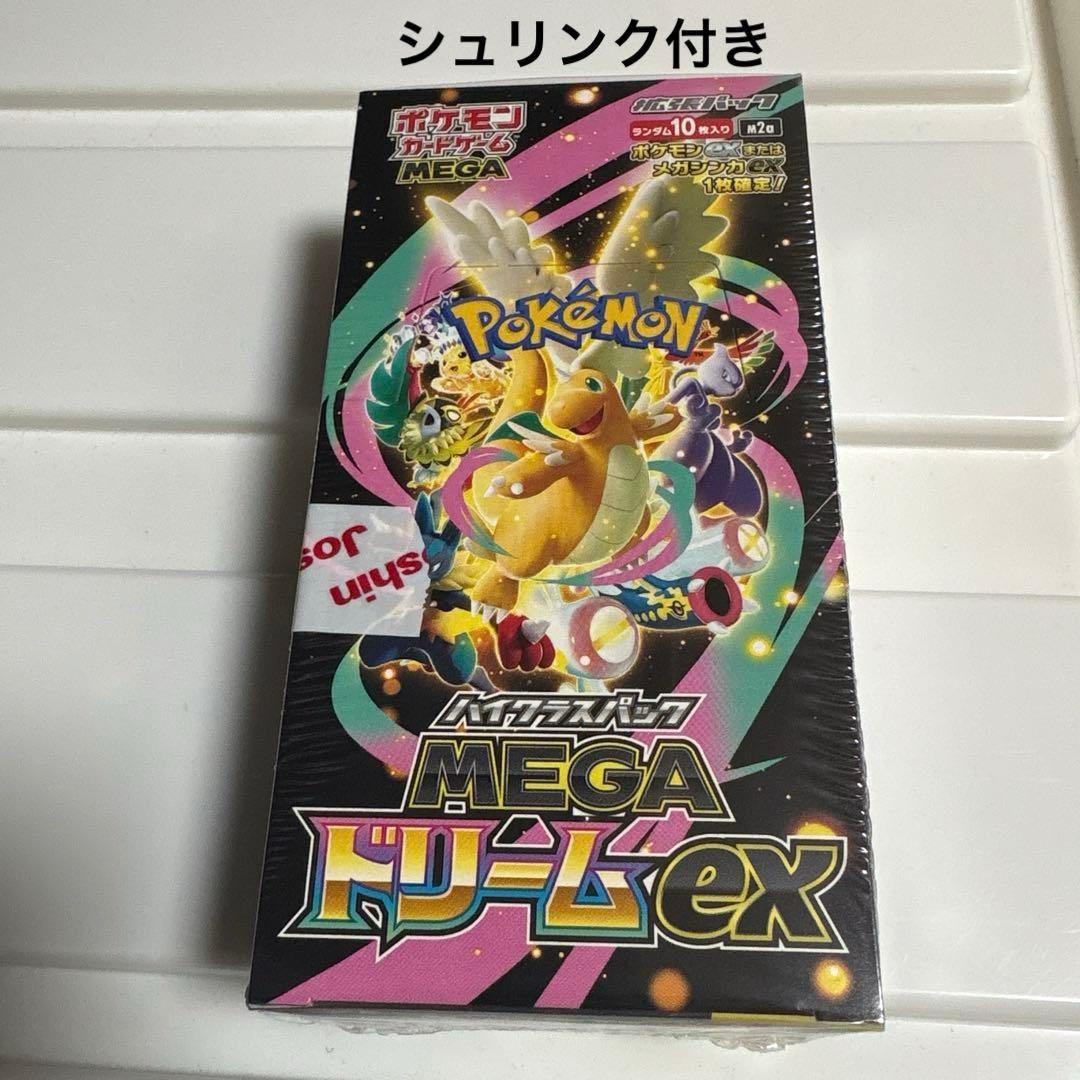 シュリンク付き
ポケモン
カードゲーム
MEGA
拡張パック
ランダム10枚入り M2a
ポケモンexまたは
メガシンカex
1枚確定!
POKéMON
Joshin
Jos
ハイクラスパック
MEGA
ドリームex